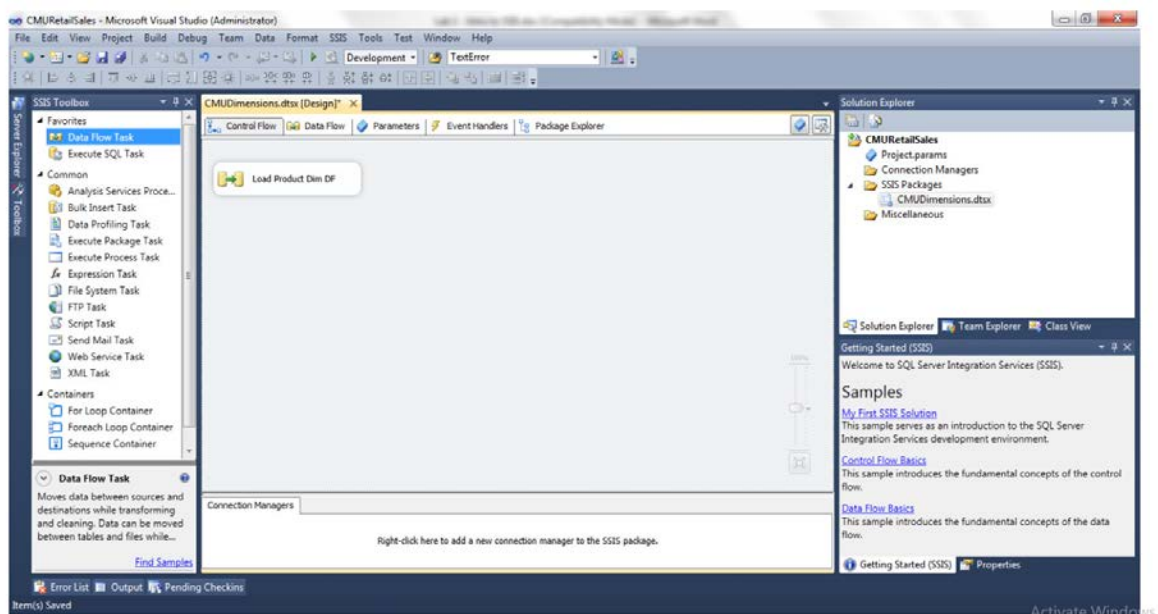 CMURetailSales - Microsoft Visual Studio (Administrator)
File Edit View Project Build Debug Team Data Format SSIS Tools Test Window Help
Development TextError
SSIS Toolbox
Favorites
Data Flow Task
Execute SQL Task
Common
Analysis Services Proce...
Bulk Insert Task
Data Profiling Task
Execute Package Task
Execute Process Task
Expression Task
File System Task
FTP Task
Script Task
Send Mail Task
Web Service Task
XML Task
Containers
For Loop Container
Foreach Loop Container
Sequence Container
Data Flow Task
Moves data between sources and
destinations while transforming
and cleaning. Data can be moved
between tables and files while...
Find Samples
Server Explorer
Toolbox
CMUDimensions.dtsx [Design]*
Control Flow Data Flow Parameters Event Handlers Package Explorer
Load Product Dim DF
100%
Connection Managers
Right-click here to add a new connection manager to the SSIS package.
Solution Explorer
CMURetailSales
Project.params
Connection Managers
SSIS Packages
CMUDimensions.dtsx
Miscellaneous
Solution Explorer Team Explorer Class View
Getting Started (SSIS)
Welcome to SQL Server Integration Services (SSIS).
Samples
My First SSIS Solution
This sample serves as an introduction to the SQL Server
Integration Services development environment.
Control Flow Basics
This sample introduces the fundamental concepts of the control
flow.
Data Flow Basics
This sample introduces the fundamental concepts of the data
flow.
Getting Started (SSIS) Properties
Error List Output Pending Checkins
Item(s) Saved
Activate Windows